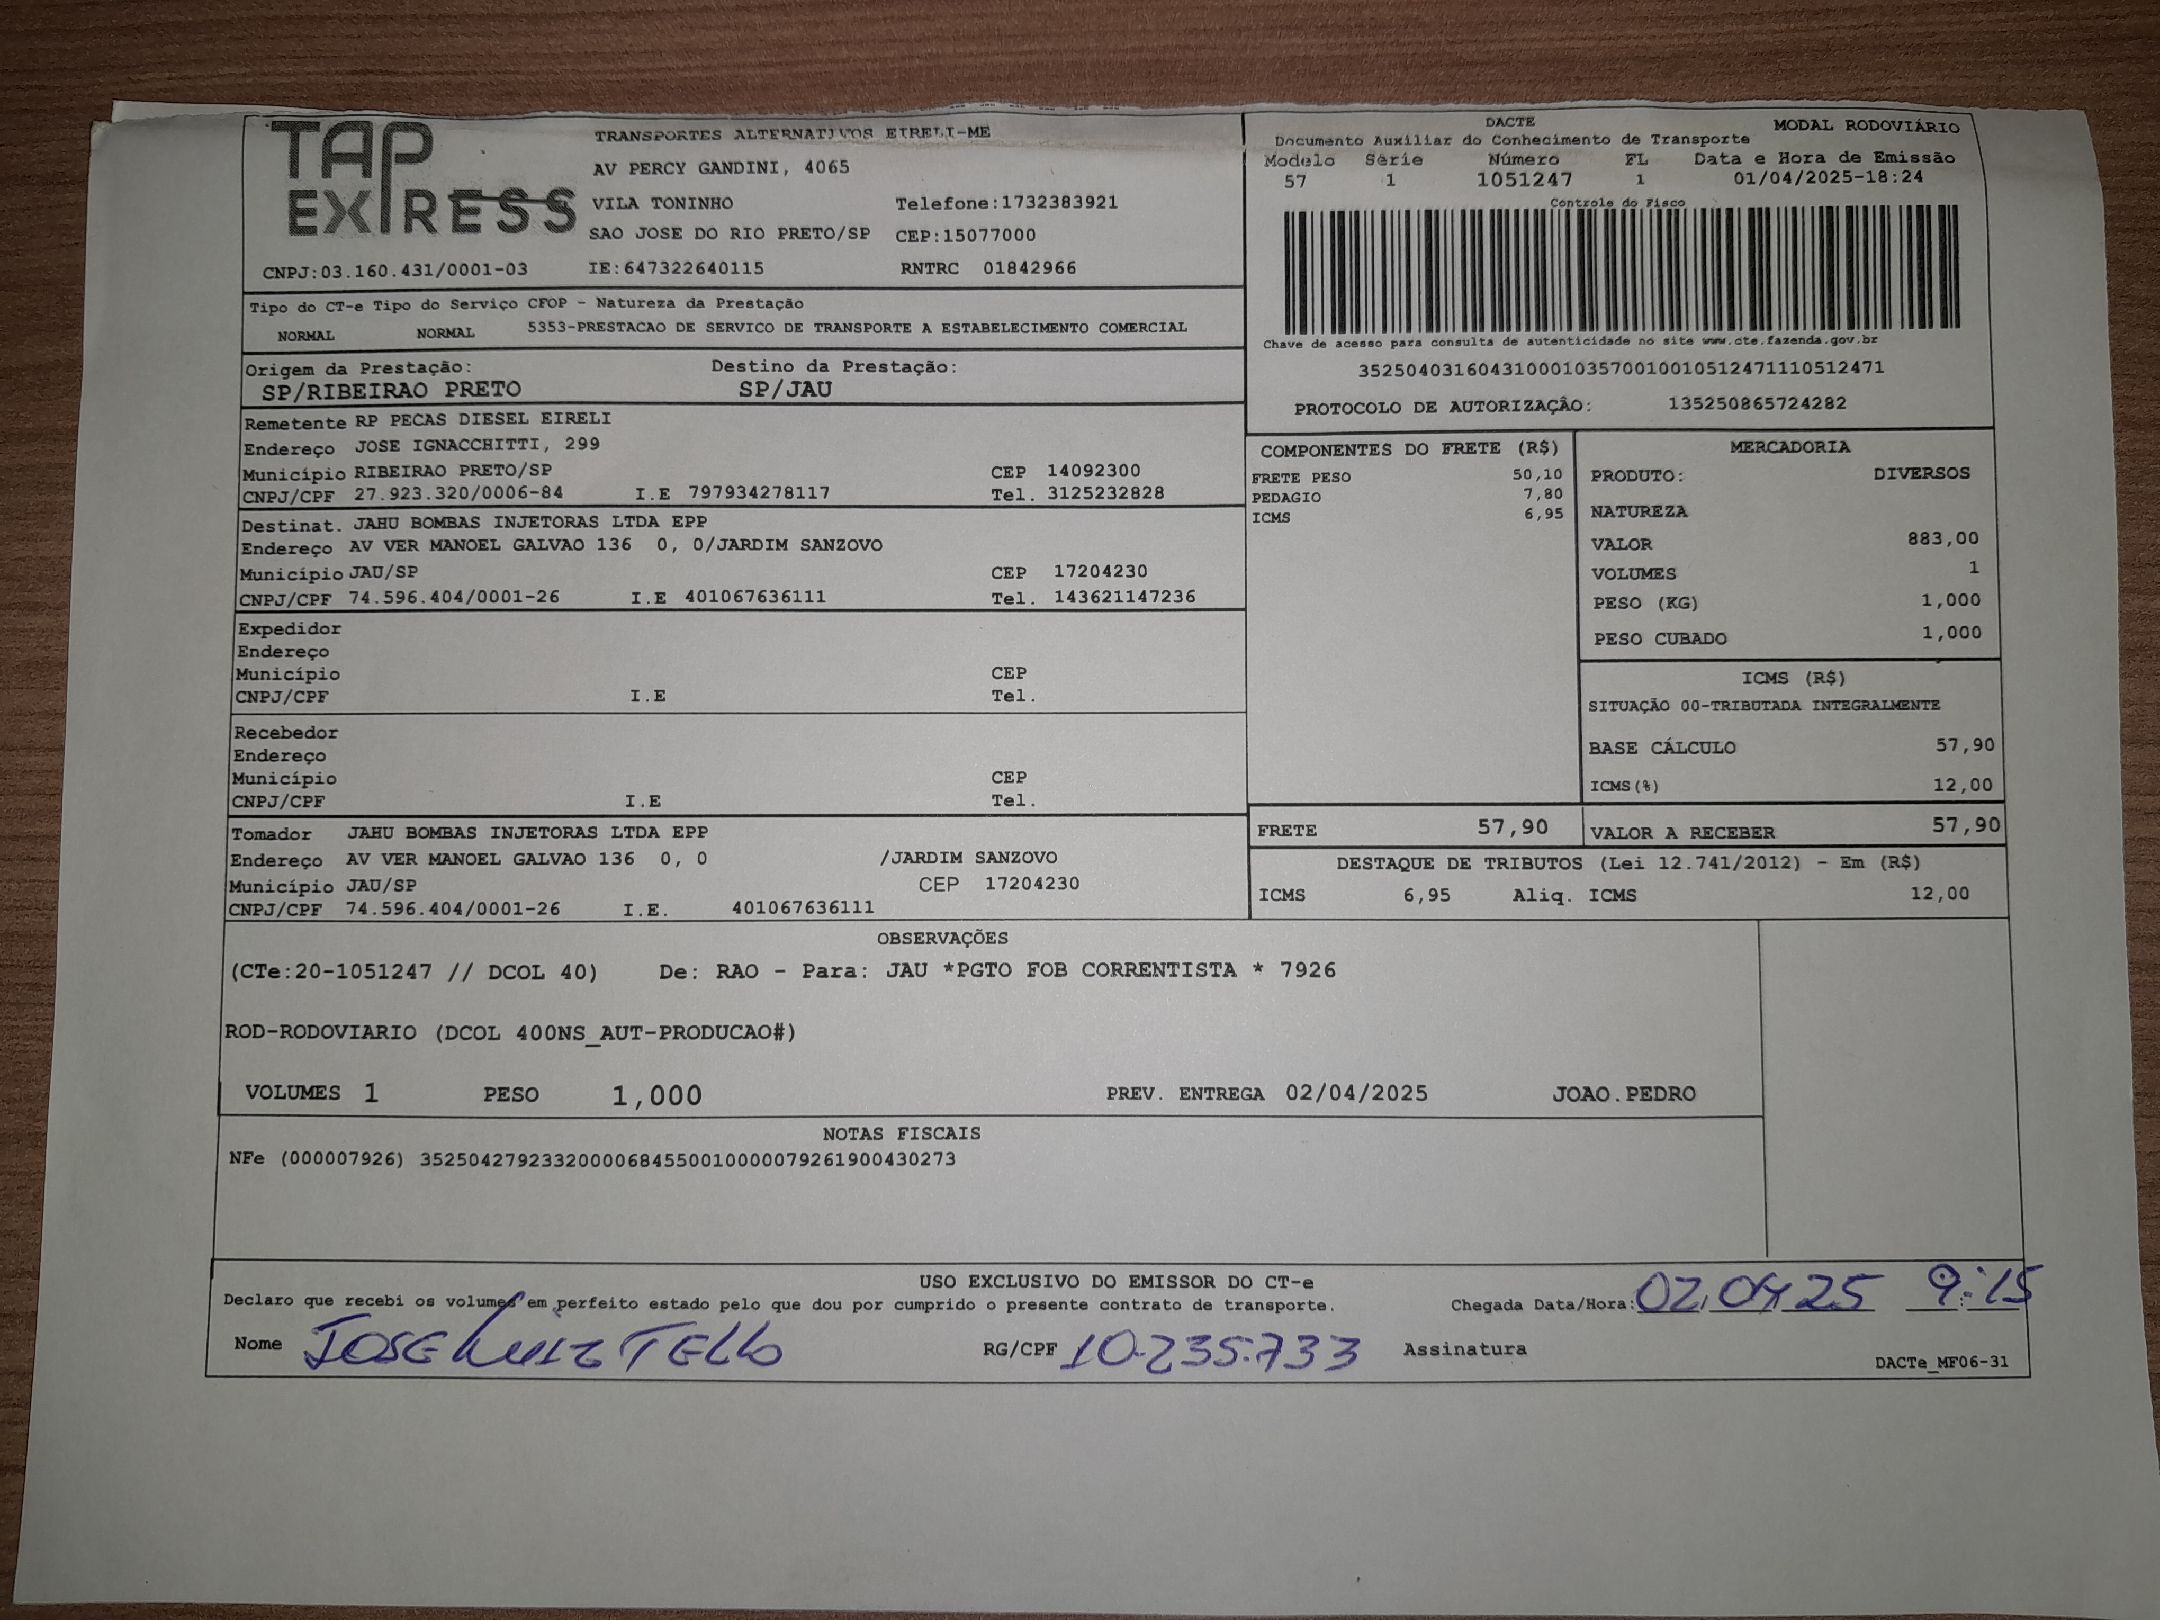 TAP EXPRESS
TRANSPORTES ALTERNATIVOS EIRELI-ME
AV PERCY GANDINI, 4065
VILA TONINHO Telefone:1732383921
SAO JOSE DO RIO PRETO/SP CEP:15077000
CNPJ:03.160.431/0001-03 IE:647322640115 RNTRC 01842966
DACTE MODAL RODOVIÁRIO
Documento Auxiliar do Conhecimento de Transporte
Modelo Série Número FL Data e Hora de Emissão
57 1 1051247 1 01/04/2025-18:24
Controle do Fisco
Chave de acesso para consulta de autenticidade no site www.cte.fazenda.gov.br
35250403160431000103570010010512471110512471
PROTOCOLO DE AUTORIZAÇÃO: 135250865724282
Tipo do CT-e Tipo do Serviço CFOP - Natureza da Prestação
NORMAL NORMAL 5353-PRESTACAO DE SERVICO DE TRANSPORTE A ESTABELECIMENTO COMERCIAL
Origem da Prestação: Destino da Prestação:
SP/RIBEIRAO PRETO SP/JAU
Remetente RP PECAS DIESEL EIRELI
Endereço JOSE IGNACCHITTI, 299
Município RIBEIRAO PRETO/SP CEP 14092300
CNPJ/CPF 27.923.320/0006-84 I.E 797934278117 Tel. 3125232828
Destinat. JAHU BOMBAS INJETORAS LTDA EPP
Endereço AV VER MANOEL GALVAO 136 0, 0/JARDIM SANZOVO
Município JAU/SP CEP 17204230
CNPJ/CPF 74.596.404/0001-26 I.E 401067636111 Tel. 143621147236
Expedidor
Endereço
Município CEP
CNPJ/CPF I.E Tel.
Recebedor
Endereço
Município CEP
CNPJ/CPF I.E Tel.
Tomador JAHU BOMBAS INJETORAS LTDA EPP
Endereço AV VER MANOEL GALVAO 136 0, 0 /JARDIM SANZOVO
Município JAU/SP CEP 17204230
CNPJ/CPF 74.596.404/0001-26 I.E. 401067636111
COMPONENTES DO FRETE (R$)
FRETE PESO 50,10
PEDAGIO 7,80
ICMS 6,95
MERCADORIA
PRODUTO: DIVERSOS
NATUREZA
VALOR 883,00
VOLUMES 1
PESO (KG) 1,000
PESO CUBADO 1,000
ICMS (R$)
SITUAÇÃO 00-TRIBUTADA INTEGRALMENTE
BASE CÁLCULO 57,90
ICMS(%) 12,00
FRETE 57,90 VALOR A RECEBER 57,90
DESTAQUE DE TRIBUTOS (Lei 12.741/2012) - Em (R$)
ICMS 6,95 Aliq. ICMS 12,00
OBSERVAÇÕES
(CTe:20-1051247 // DCOL 40) De: RAO - Para: JAU *PGTO FOB CORRENTISTA * 7926
ROD-RODOVIARIO (DCOL 400NS_AUT-PRODUCAO#)
VOLUMES 1 PESO 1,000 PREV. ENTREGA 02/04/2025 JOAO.PEDRO
NOTAS FISCAIS
NFe (000007926) 35250427923320000684550010000079261900430273
USO EXCLUSIVO DO EMISSOR DO CT-e
Declaro que recebi os volumes em perfeito estado pelo que dou por cumprido o presente contrato de transporte. Chegada Data/Hora: 02.04 25 9:15
Nome JOSE LUIZ TELLO RG/CPF 10.235.733 Assinatura
DACTe_MF06-31